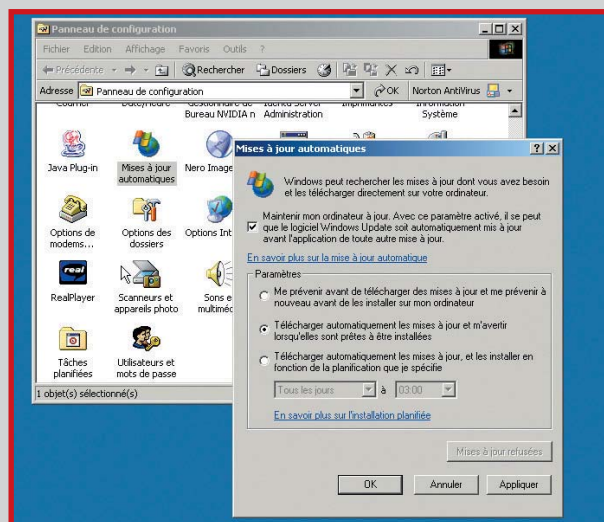 Panneau de configuration
Fichier Edition Affichage Favoris Outils ?
Précédente Rechercher Dossiers OK Norton AntiVirus
Adresse Panneau de configuration
Bureau NVIDIA n Administration Système
Java Plug-in
Mises à jour
automatiques
Nero Image
Options de
modems...
Options des
dossiers
Options Int
real
RealPlayer
Scanneurs et
appareils photo
Sons e
multiméd
Tâches
planifiées
Utilisateurs et
mots de passe
1 objet(s) sélectionné(s)
Mises à jour automatiques
Windows peut rechercher les mises à jour dont vous avez besoin
et les télécharger directement sur votre ordinateur.
Maintenir mon ordinateur à jour. Avec ce paramètre activé, il se peut
que le logiciel Windows Update soit automatiquement mis à jour
avant l'application de toute autre mise à jour.
En savoir plus sur la mise à jour automatique
Paramètres
Me prévenir avant de télécharger des mises à jour et me prévenir à
nouveau avant de les installer sur mon ordinateur
Télécharger automatiquement les mises à jour et m'avertir
lorsqu'elles sont prêtes à être installées
Télécharger automatiquement les mises à jour, et les installer en
fonction de la planification que je spécifie
Tous les jours à 03:00
En savoir plus sur l'installation planifiée
Mises à jour refusées
OK Annuler Appliquer